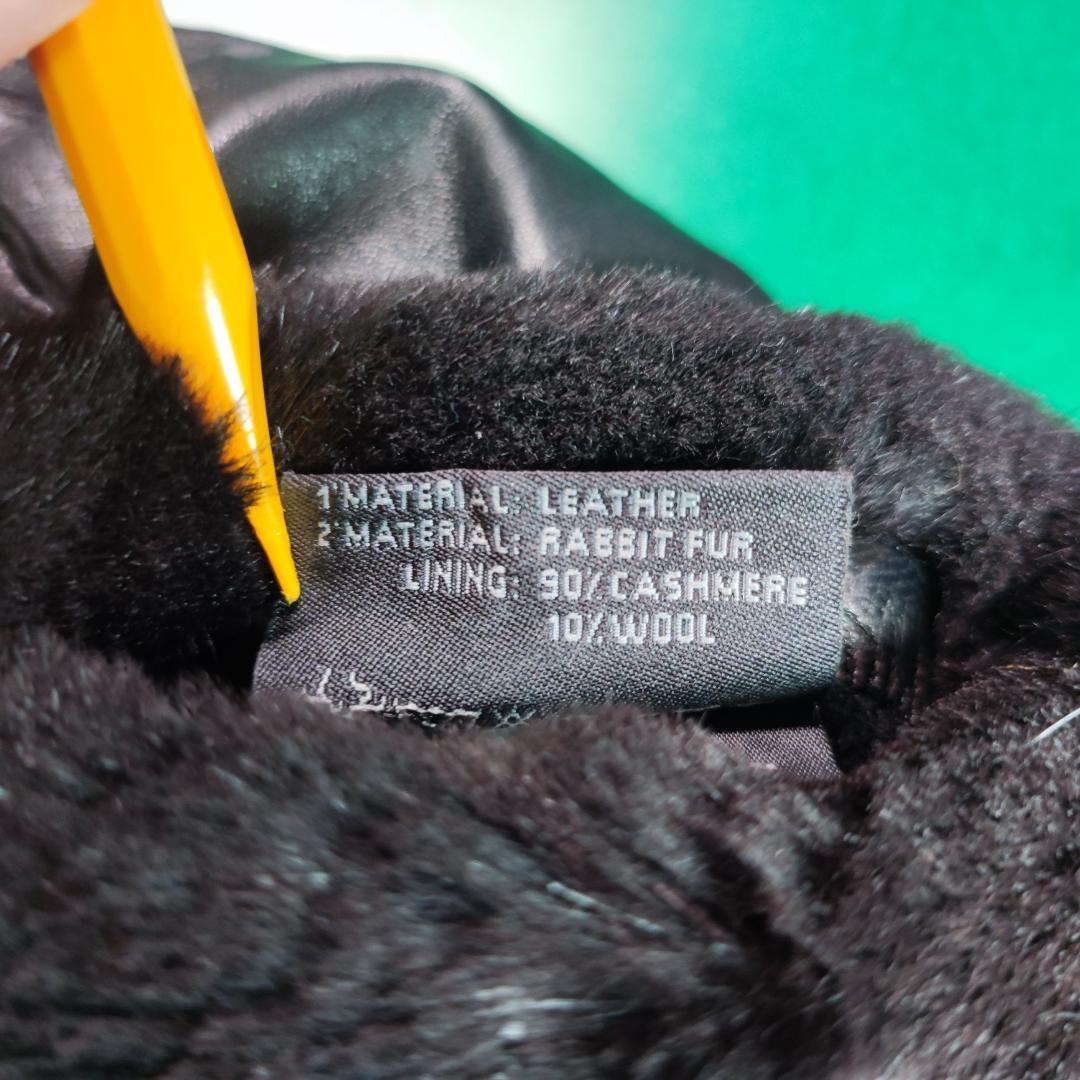 1'MATERIAL: LEATHER
2'MATERIAL: RABBIT FUR
LINING: 90%CASHMERE
10%WOOL